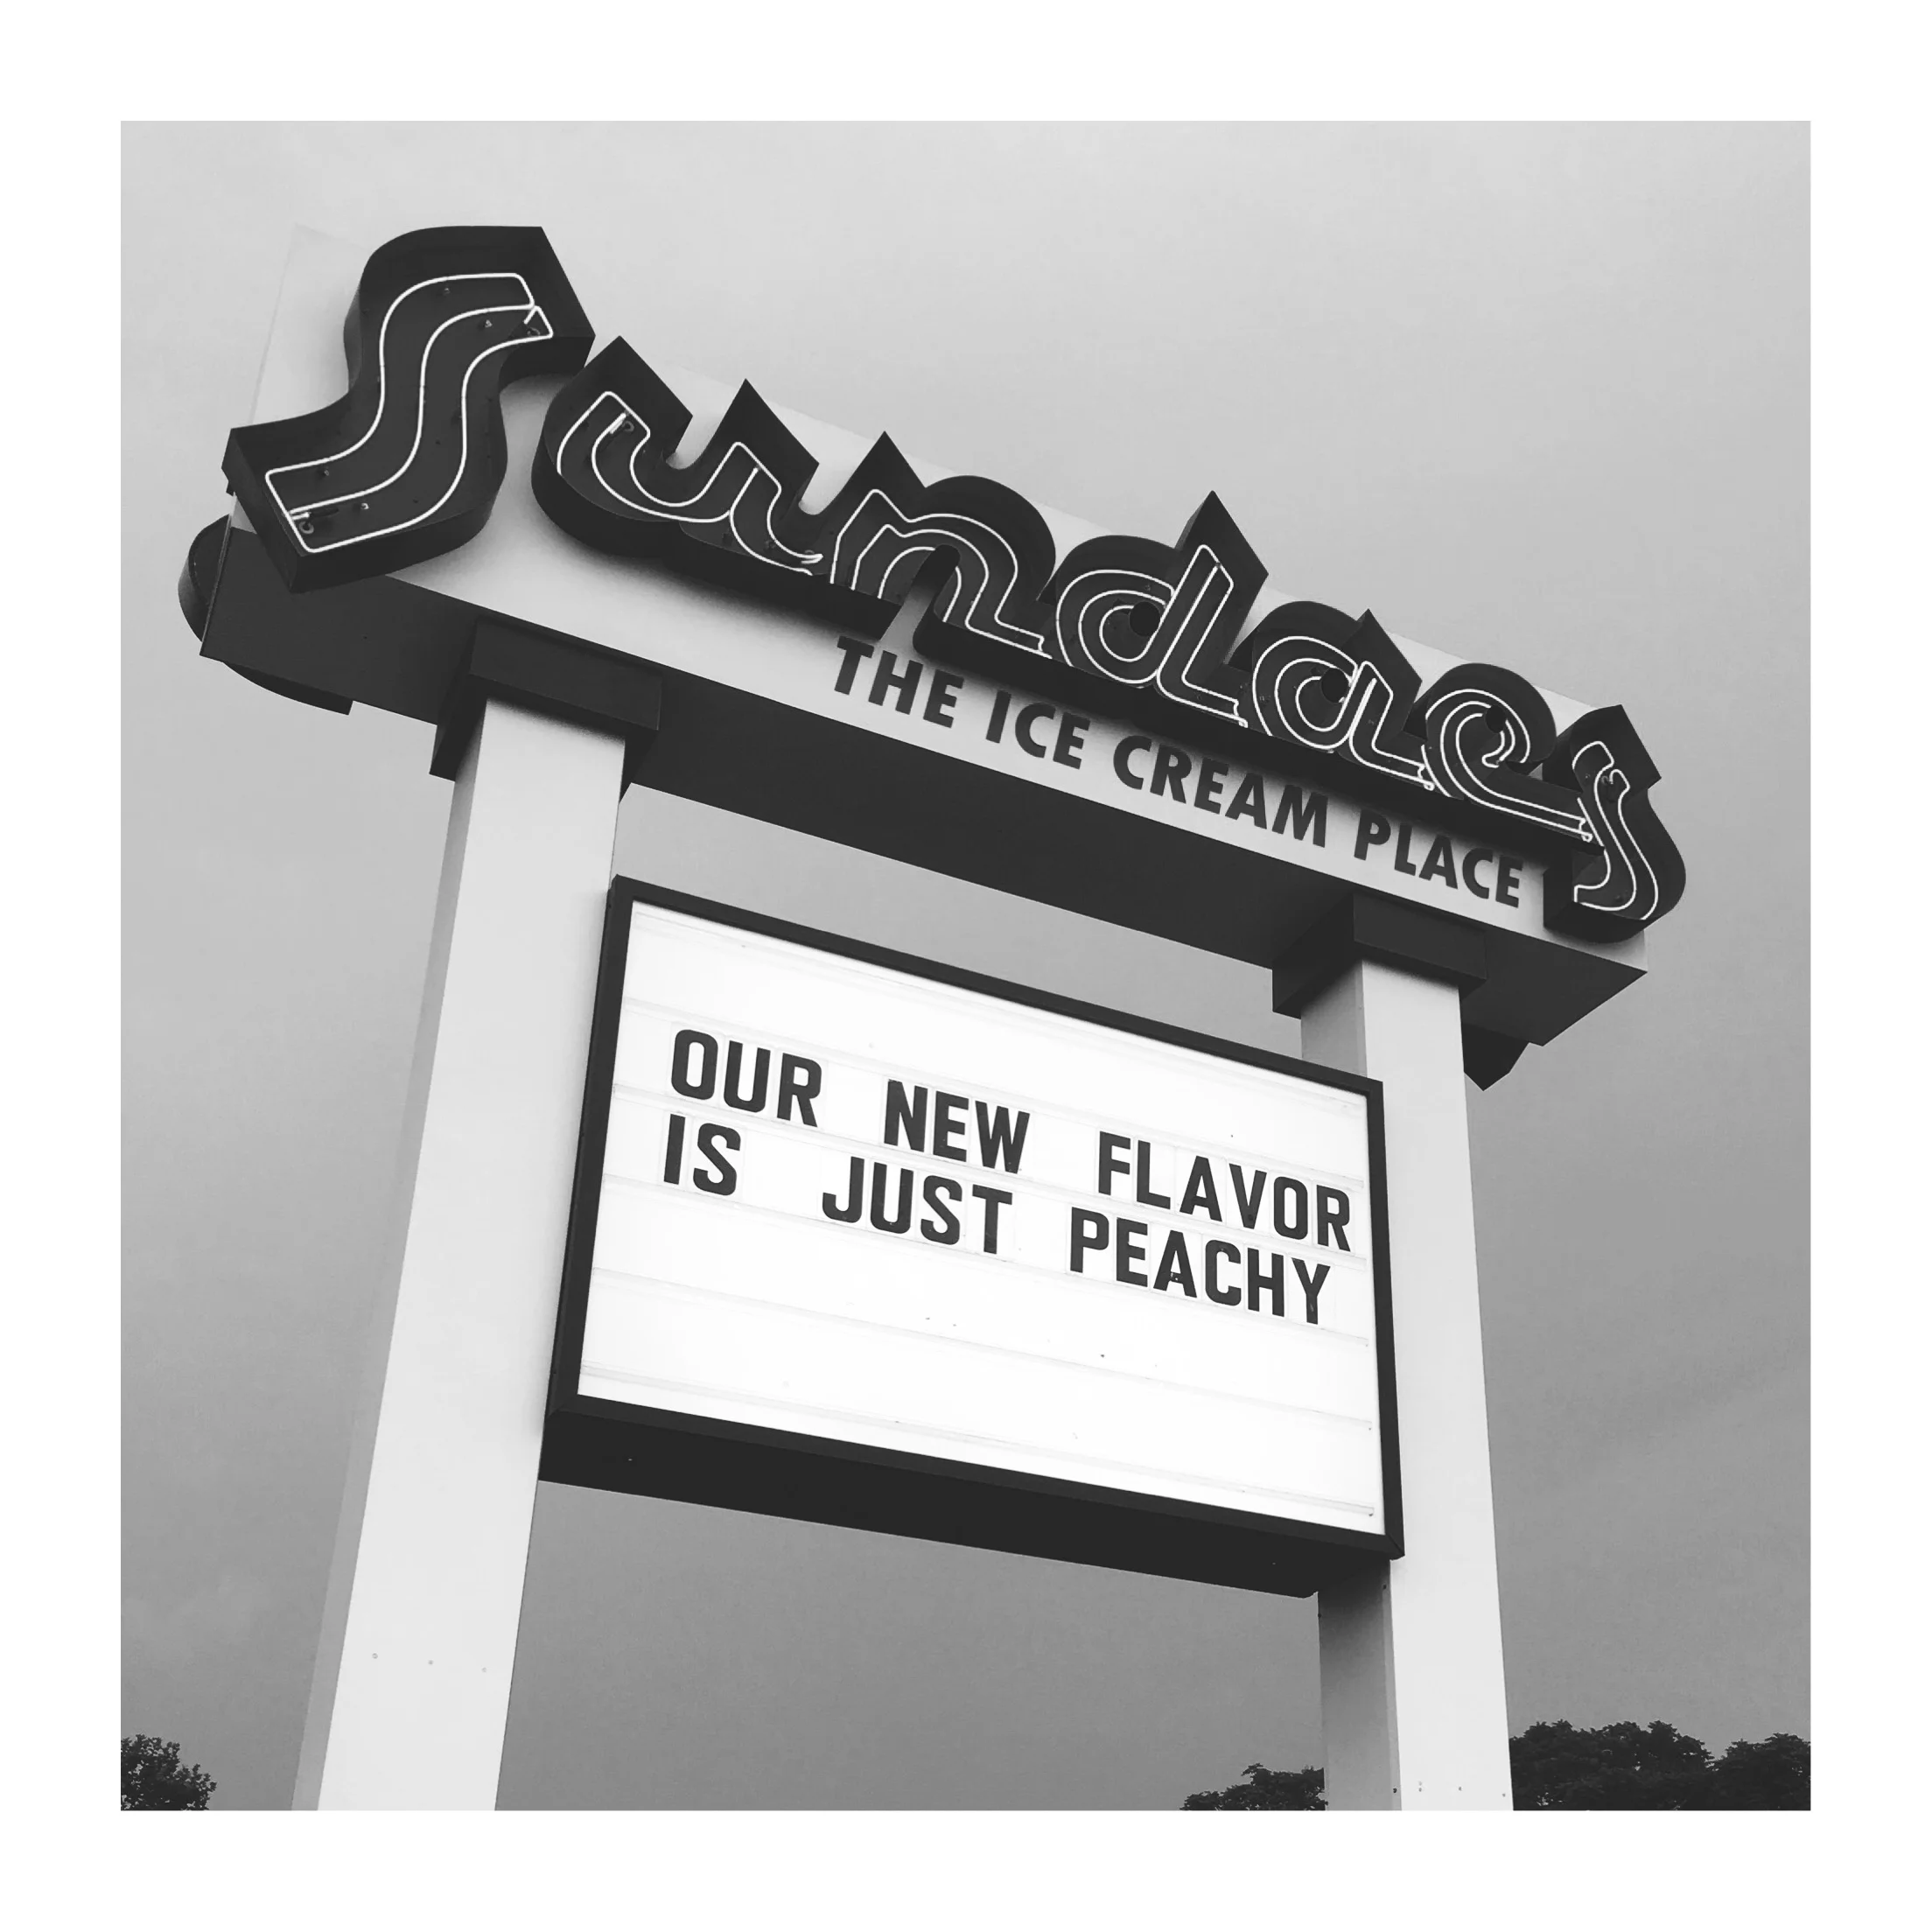 Sundaes
THE ICE CREAM PLACE
OUR NEW FLAVOR
IS JUST PEACHY